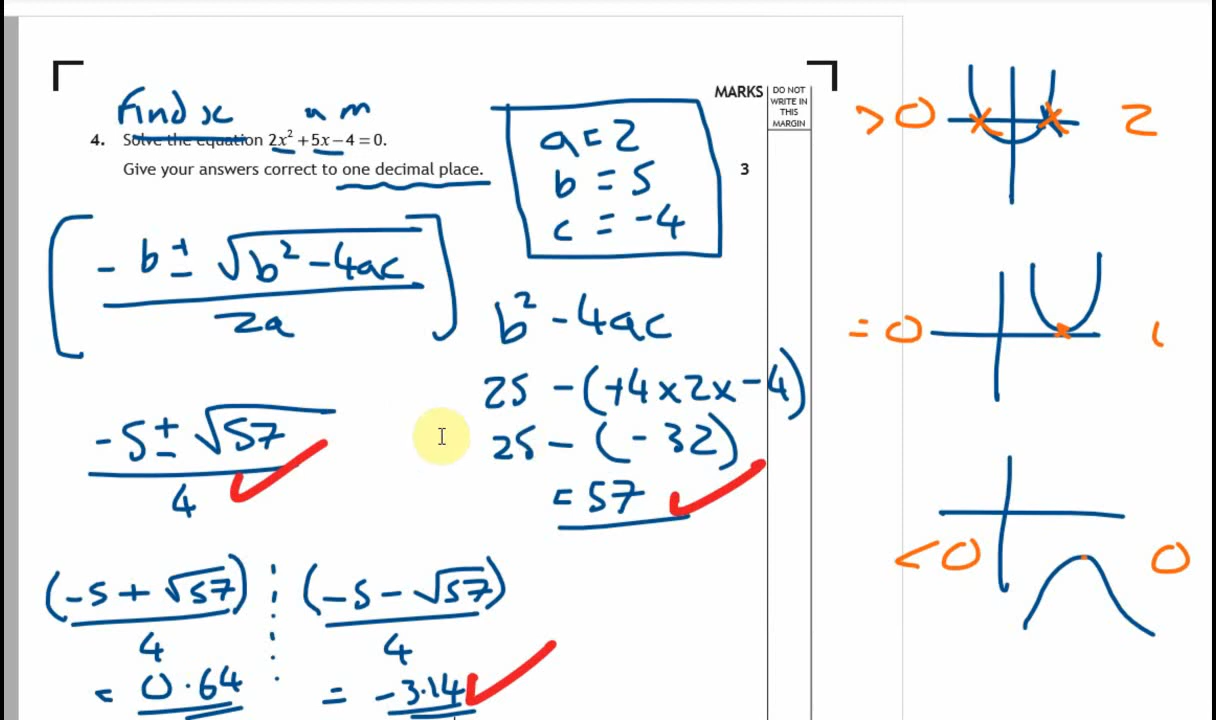 MARKS
DO NOT
WRITE IN
THIS
MARGIN
Find x
4. Solve the equation 2x² + 5x − 4 = 0.
Give your answers correct to one decimal place.
3
a = 2
b = 5
c = -4
- b ± √b² - 4ac
2a
b² - 4ac
25 - (+4 x 2 x - 4)
25 - (- 32)
= 57
-5 ± √57
4
(-5 + √57)
4
= 0.64
(-5 - √57)
4
= -3.14
>0 2
= 0
<0 0